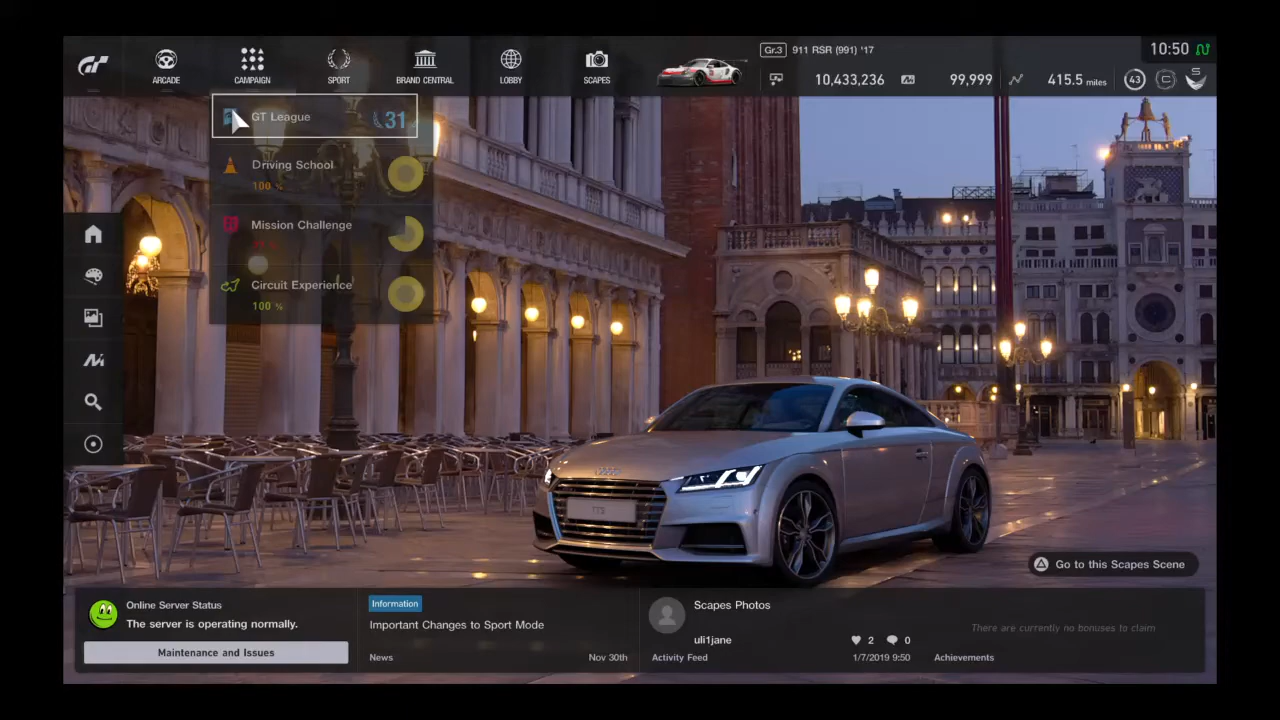 Gr.3 911 RSR (991) '17
10:50
ARCADE
CAMPAIGN
SPORT
BRAND CENTRAL
LOBBY
SCAPES
10,433,236
99,999
415.5 miles
43
S
GT League
31
Driving School
100 %
Mission Challenge
Circuit Experience
100 %
Go to this Scapes Scene
Online Server Status
The server is operating normally.
Maintenance and Issues
Information
Important Changes to Sport Mode
News
Nov 30th
Scapes Photos
uli1jane
2
0
Activity Feed
1/7/2019 9:50
There are currently no bonuses to claim
Achievements